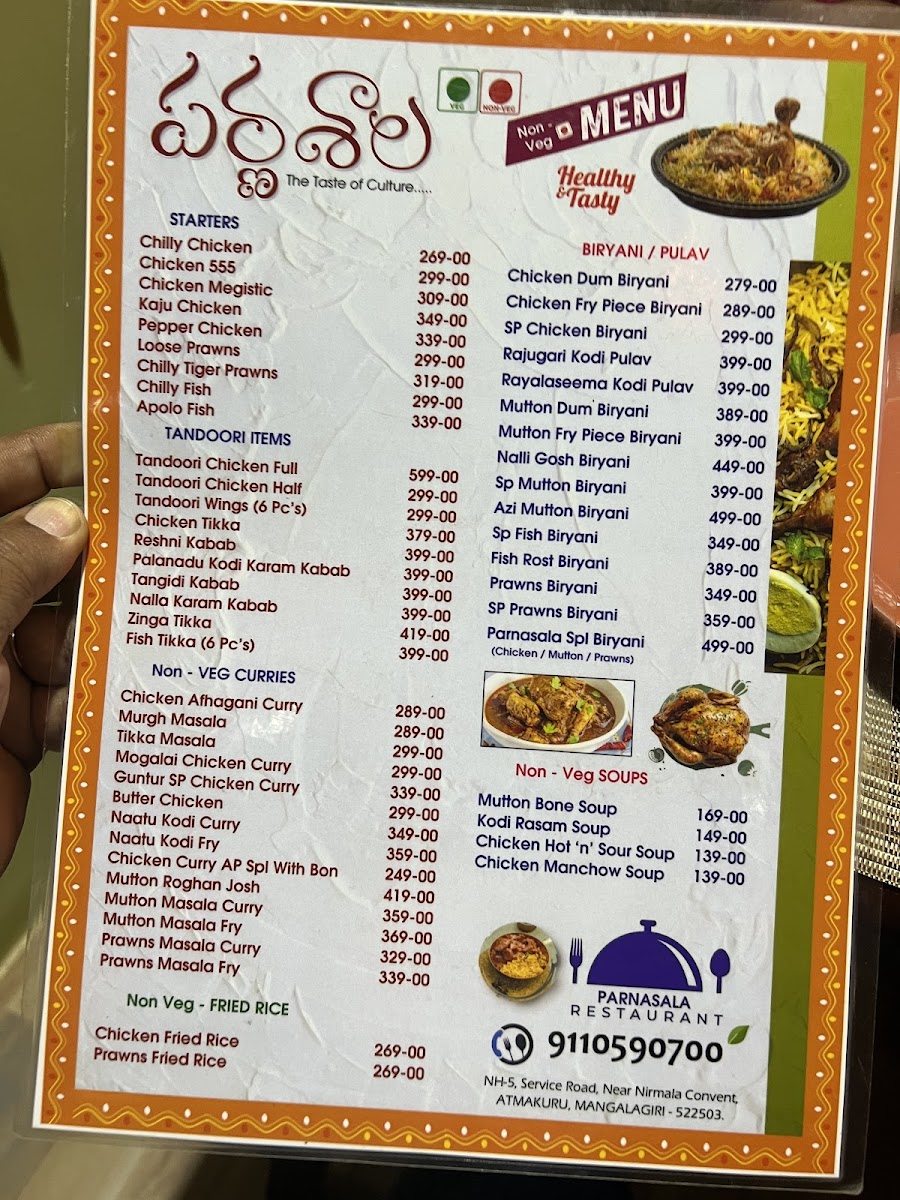 పర్ణశాల
The Taste of Culture.....
VEG
NON-VEG
Non - Veg MENU
Healthy & Tasty
STARTERS
Chilly Chicken 269-00
Chicken 555 299-00
Chicken Megistic 309-00
Kaju Chicken 349-00
Pepper Chicken 339-00
Loose Prawns 299-00
Chilly Tiger Prawns 319-00
Chilly Fish 299-00
Apolo Fish 339-00
TANDOORI ITEMS
Tandoori Chicken Full 599-00
Tandoori Chicken Half 299-00
Tandoori Wings (6 Pc's) 299-00
Chicken Tikka 379-00
Reshni Kabab 399-00
Palanadu Kodi Karam Kabab 399-00
Tangidi Kabab 399-00
Nalla Karam Kabab 399-00
Zinga Tikka 419-00
Fish Tikka (6 Pc's) 399-00
Non - VEG CURRIES
Chicken Afhagani Curry 289-00
Murgh Masala 289-00
Tikka Masala 299-00
Mogalai Chicken Curry 299-00
Guntur SP Chicken Curry 339-00
Butter Chicken 299-00
Naatu Kodi Curry 349-00
Naatu Kodi Fry 359-00
Chicken Curry AP Spl With Bon 249-00
Mutton Roghan Josh 419-00
Mutton Masala Curry 359-00
Mutton Masala Fry 369-00
Prawns Masala Curry 329-00
Prawns Masala Fry 339-00
Non Veg - FRIED RICE
Chicken Fried Rice 269-00
Prawns Fried Rice 269-00
BIRYANI / PULAV
Chicken Dum Biryani 279-00
Chicken Fry Piece Biryani 289-00
SP Chicken Biryani 299-00
Rajugari Kodi Pulav 399-00
Rayalaseema Kodi Pulav 399-00
Mutton Dum Biryani 389-00
Mutton Fry Piece Biryani 399-00
Nalli Gosh Biryani 449-00
Sp Mutton Biryani 399-00
Azi Mutton Biryani 499-00
Sp Fish Biryani 349-00
Fish Rost Biryani 389-00
Prawns Biryani 349-00
SP Prawns Biryani 359-00
Parnasala Spl Biryani 499-00
(Chicken / Mutton / Prawns)
Non - Veg SOUPS
Mutton Bone Soup 169-00
Kodi Rasam Soup 149-00
Chicken Hot 'n' Sour Soup 139-00
Chicken Manchow Soup 139-00
PARNASALA
RESTAURANT
9110590700
NH-5, Service Road, Near Nirmala Convent,
ATMAKURU, MANGALAGIRI - 522503.